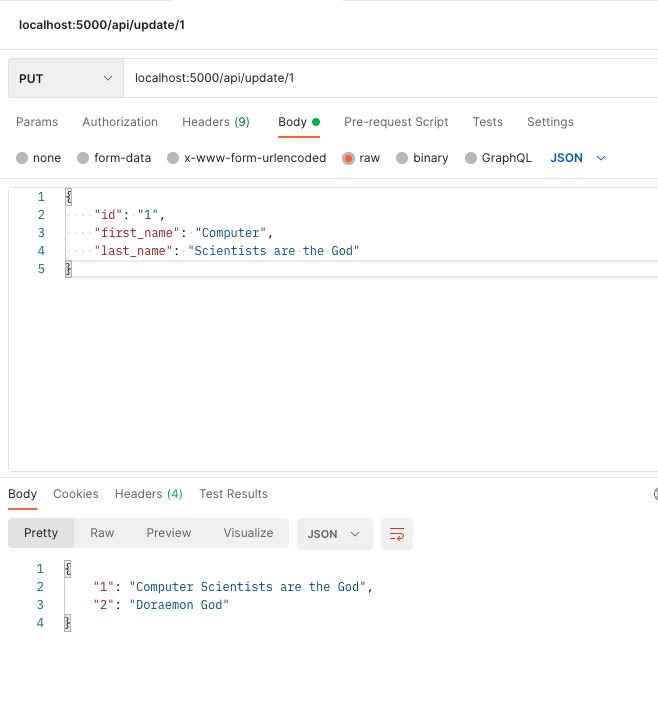 localhost:5000/api/update/1
PUT localhost:5000/api/update/1
Params Authorization Headers (9) Body Pre-request Script Tests Settings
none form-data x-www-form-urlencoded raw binary GraphQL JSON
1 {
2 "id": "1",
3 "first_name": "Computer",
4 "last_name": "Scientists are the God"
5 }
Body Cookies Headers (4) Test Results
Pretty Raw Preview Visualize JSON
1 {
2 "1": "Computer Scientists are the God",
3 "2": "Doraemon God"
4 }